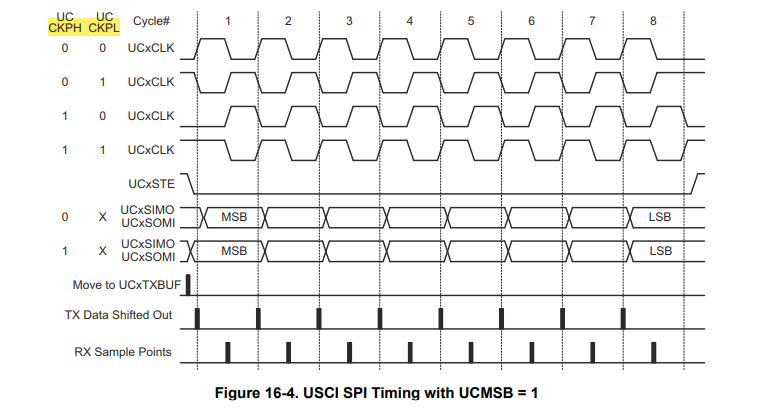 UC UC
CKPH CKPL Cycle# 1 2 3 4 5 6 7 8
0 0 UCxCLK
0 1 UCxCLK
1 0 UCxCLK
1 1 UCxCLK
UCxSTE
0 X UCxSIMO
UCxSOMI MSB LSB
1 X UCxSIMO
UCxSOMI MSB LSB
Move to UCxTXBUF
TX Data Shifted Out
RX Sample Points
Figure 16-4. USCI SPI Timing with UCMSB = 1